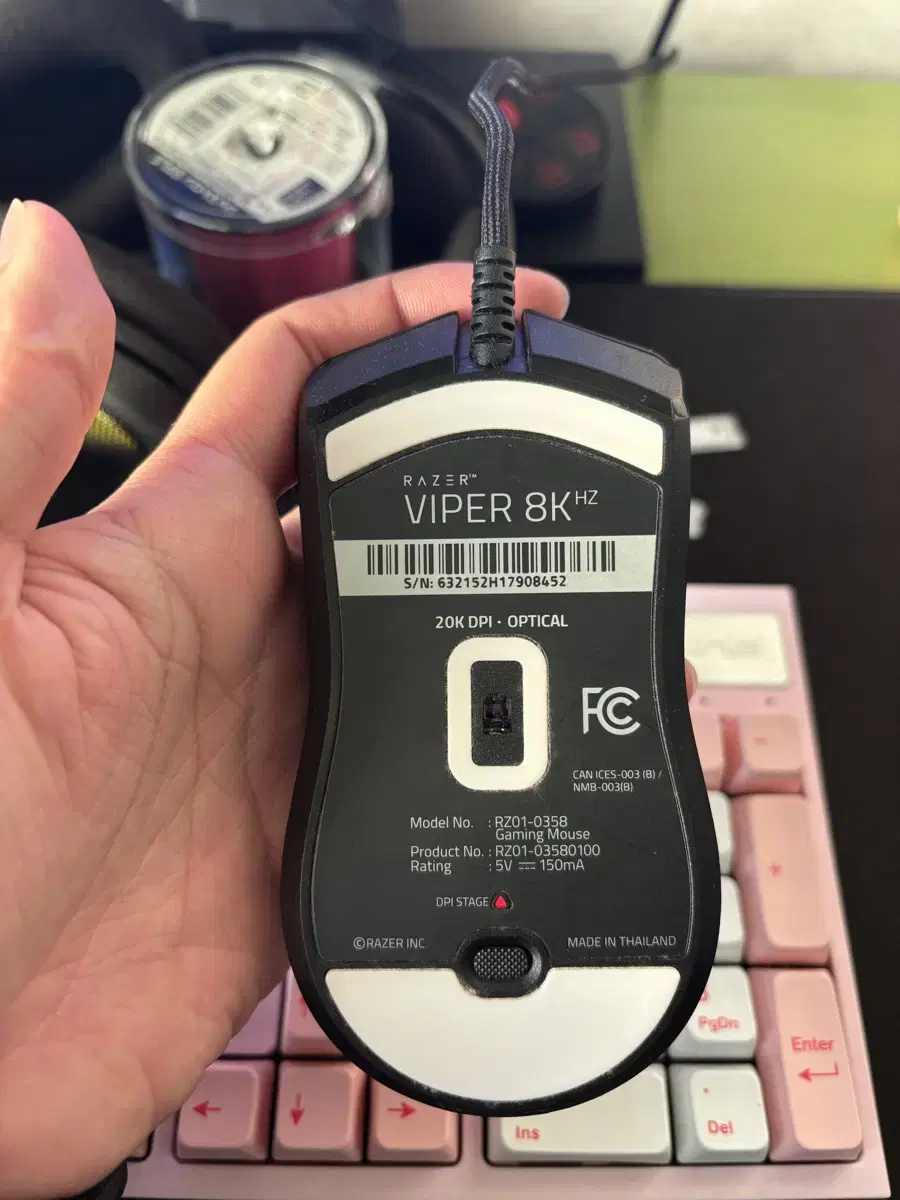 RAZER™
VIPER 8K HZ
S/N: 632152H17908452
20K DPI · OPTICAL
FC
CAN ICES-003 (B) /
NMB-003(B)
Model No. : RZ01-0358
Gaming Mouse
Product No. : RZ01-03580100
Rating : 5V ⎓ 150mA
DPI STAGE
©RAZER INC.
MADE IN THAILAND
-
+
PgDn
Enter
←
↓
→
Ins
.
Del